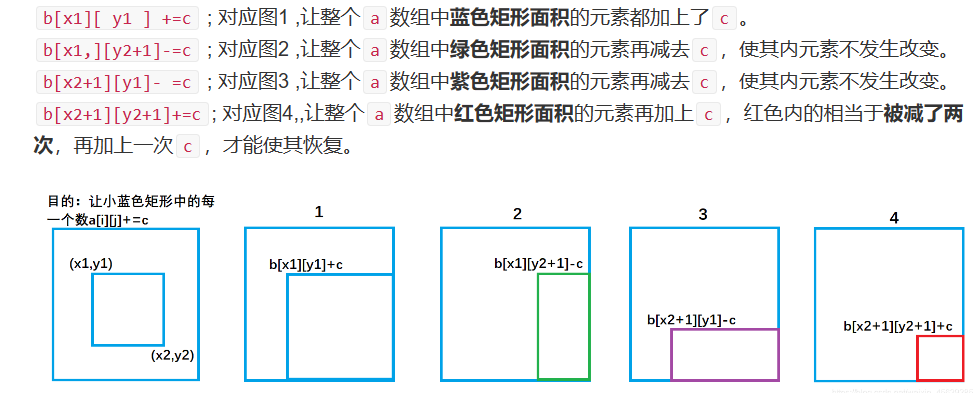 b[x1][ y1 ] +=c ; 对应图1 ,让整个 a 数组中蓝色矩形面积的元素都加上了 c 。
b[x1,][y2+1]-=c ; 对应图2 ,让整个 a 数组中绿色矩形面积的元素再减去 c ，使其内元素不发生改变。
b[x2+1][y1]- =c ; 对应图3 ,让整个 a 数组中紫色矩形面积的元素再减去 c ，使其内元素不发生改变。
b[x2+1][y2+1]+=c ; 对应图4,,让整个 a 数组中红色矩形面积的元素再加上 c ，红色内的相当于被减了两
次，再加上一次 c ，才能使其恢复。
目的：让小蓝色矩形中的每
一个数a[i][j]+=c
(x1,y1)
(x2,y2)
1
b[x1][y1]+c
2
b[x1][y2+1]-c
3
b[x2+1][y1]-c
4
b[x2+1][y2+1]+c